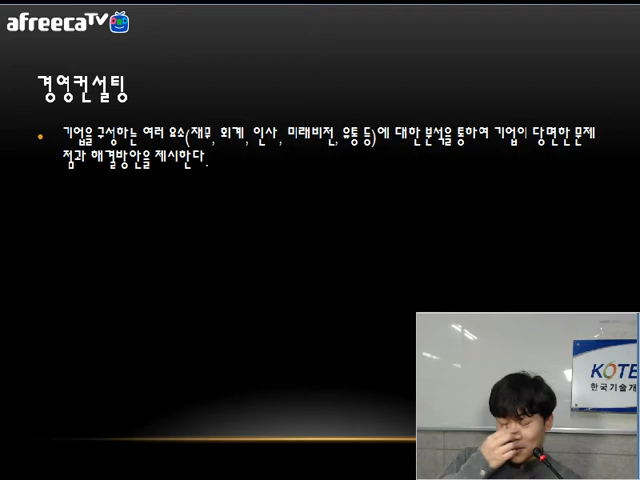 afreecaTV
경영컨설팅
기업을 구성하는 여러 요소(재무, 회계, 인사, 미래비전, 유통 등)에 대한 분석을 통하여 기업이 당면한 문제
점과 해결방안을 제시한다.
KOTE
한국기술개